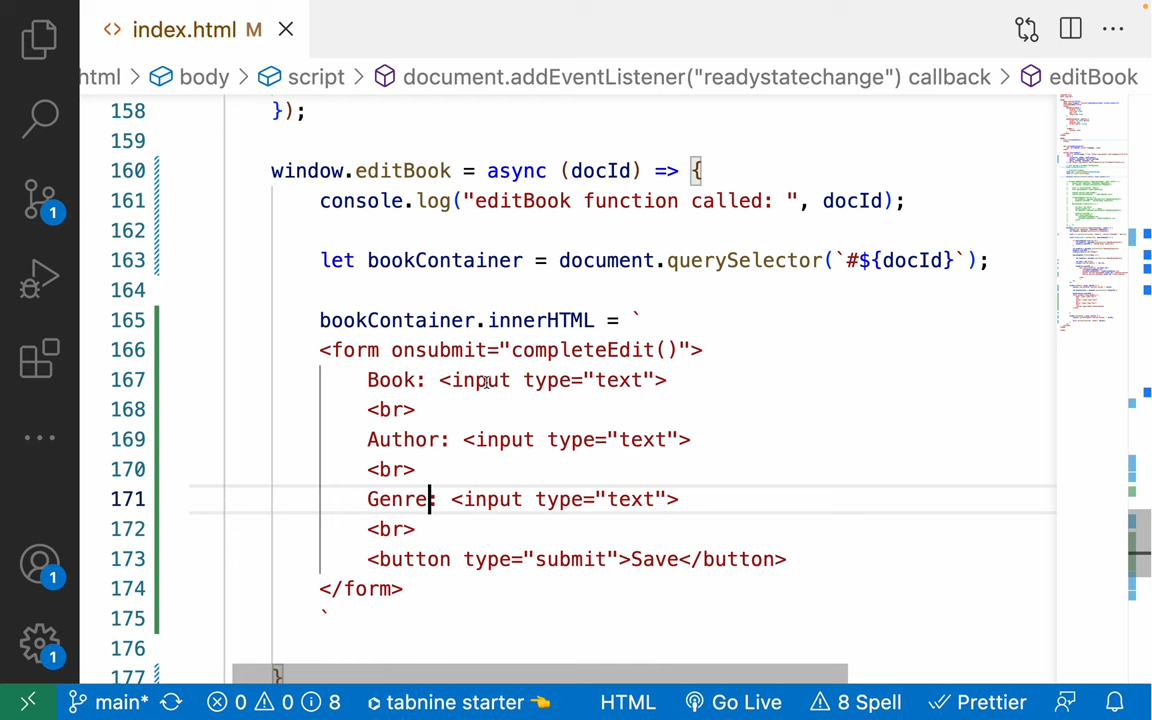 index.html M
html > body > script > document.addEventListener("readystatechange") callback > editBook
158 });
159
160 window.editBook = async (docId) => {
161 console.log("editBook function called: ", docId);
162
163 let bookContainer = document.querySelector(`#${docId}`);
164
165 bookContainer.innerHTML = `
166 <form onsubmit="completeEdit()">
167 Book: <input type="text">
168 <br>
169 Author: <input type="text">
170 <br>
171 Genre: <input type="text">
172 <br>
173 <button type="submit">Save</button>
174 </form>
175 `
176
177 }
1
1
1
main* 0 0 8 tabnine starter HTML Go Live 8 Spell Prettier